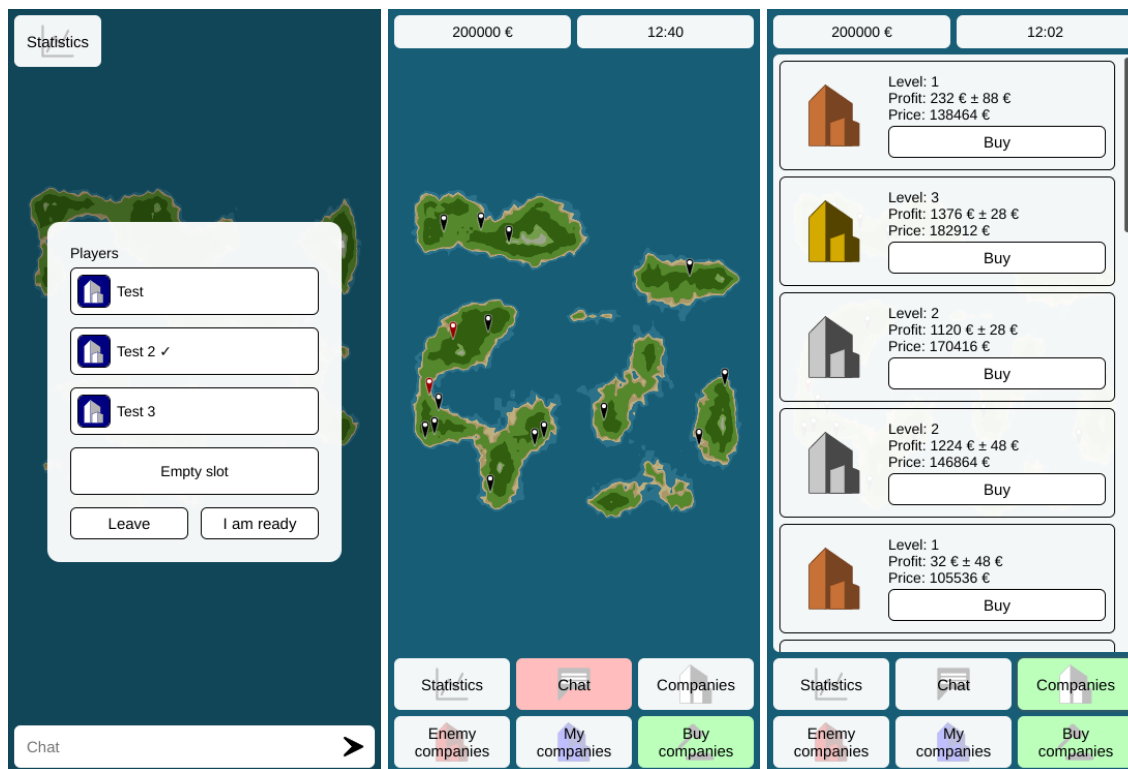 Statistics
Players
Test
Test 2 ✓
Test 3
Empty slot
Leave
I am ready
Chat
200000 €
12:40
Statistics
Chat
Companies
Enemy
companies
My
companies
Buy
companies
200000 €
12:02
Level: 1
Profit: 232 € ± 88 €
Price: 138464 €
Buy
Level: 3
Profit: 1376 € ± 28 €
Price: 182912 €
Buy
Level: 2
Profit: 1120 € ± 28 €
Price: 170416 €
Buy
Level: 2
Profit: 1224 € ± 48 €
Price: 146864 €
Buy
Level: 1
Profit: 32 € ± 48 €
Price: 105536 €
Buy
Statistics
Chat
Companies
Enemy
companies
My
companies
Buy
companies